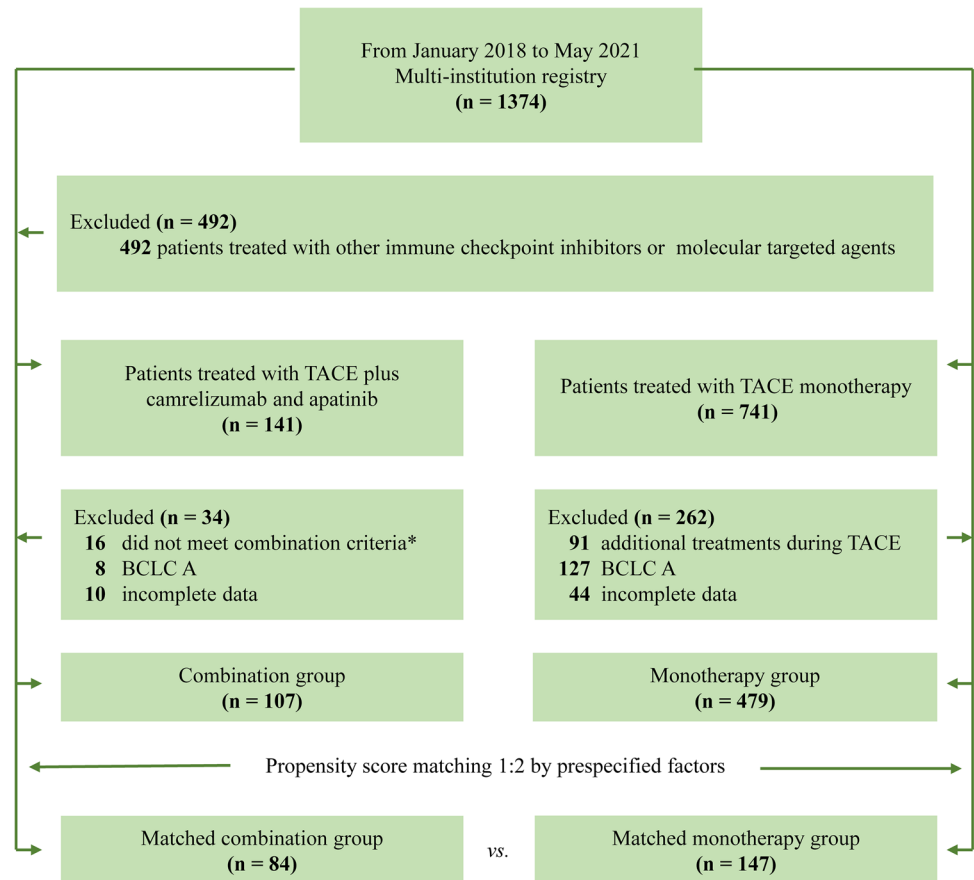 From January 2018 to May 2021
Multi-institution registry
(n = 1374)
Excluded (n = 492)
492 patients treated with other immune checkpoint inhibitors or molecular targeted agents
Patients treated with TACE plus
camrelizumab and apatinib
(n = 141)
Patients treated with TACE monotherapy
(n = 741)
Excluded (n = 34)
16 did not meet combination criteria*
8 BCLC A
10 incomplete data
Excluded (n = 262)
91 additional treatments during TACE
127 BCLC A
44 incomplete data
Combination group
(n = 107)
Monotherapy group
(n = 479)
Propensity score matching 1:2 by prespecified factors
Matched combination group
(n = 84)
vs.
Matched monotherapy group
(n = 147)